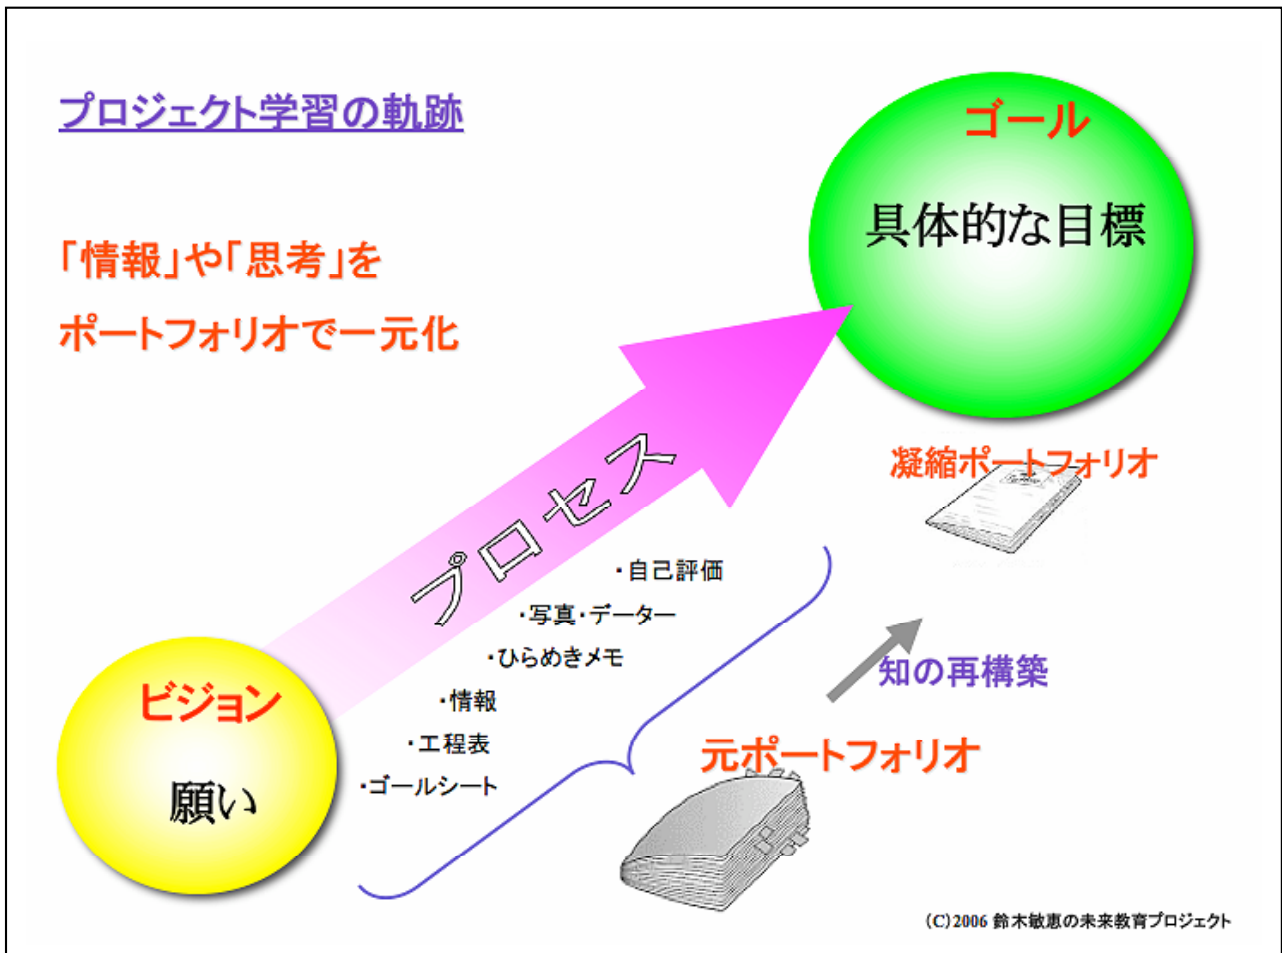 プロジェクト学習の軌跡
「情報」や「思考」を
ポートフォリオで一元化
ゴール
具体的な目標
プロセス
凝縮ポートフォリオ
・自己評価
・写真・データー
・ひらめきメモ
・情報
・工程表
・ゴールシート
ビジョン
願い
知の再構築
元ポートフォリオ
(C)2006 鈴木敏恵の未来教育プロジェクト